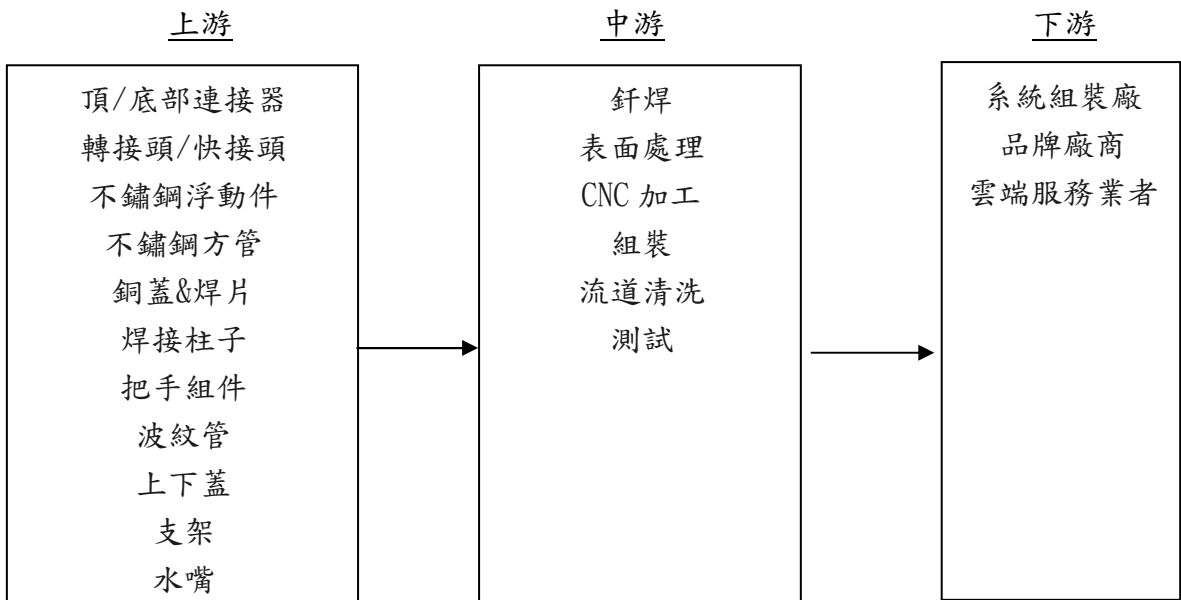 上游
頂/底部連接器
轉接頭/快接頭
不鏽鋼浮動件
不鏽鋼方管
銅蓋&焊片
焊接柱子
把手組件
波紋管
上下蓋
支架
水嘴
中游
釺焊
表面處理
CNC 加工
組裝
流道清洗
測試
下游
系統組裝廠
品牌廠商
雲端服務業者